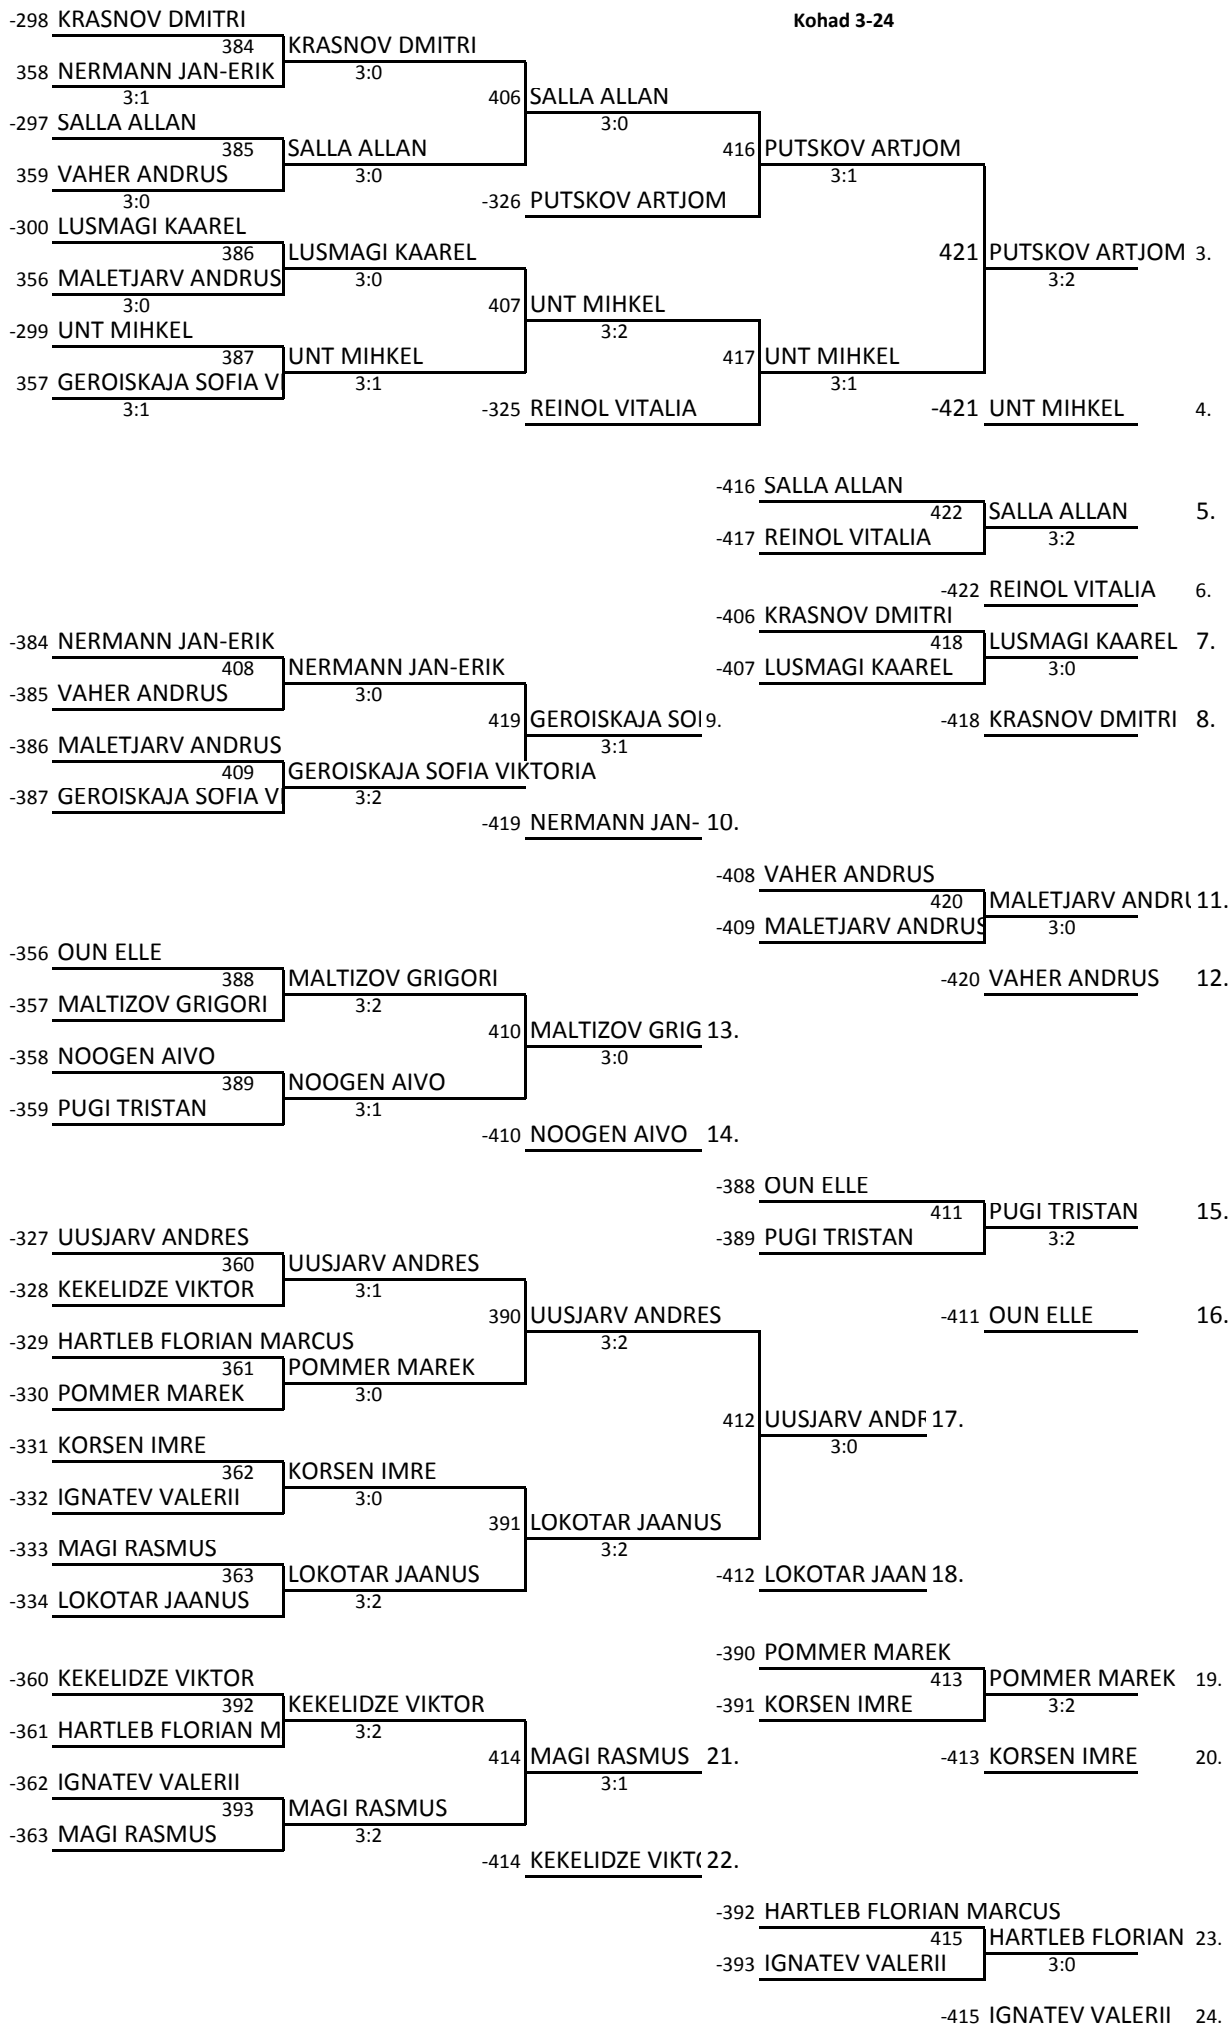 Kohad 3-24
-298 KRASNOV DMITRI
384 KRASNOV DMITRI
358 NERMANN JAN-ERIK 3:0
3:1 406 SALLA ALLAN
-297 SALLA ALLAN 3:0
385 SALLA ALLAN 416 PUTSKOV ARTJOM
359 VAHER ANDRUS 3:0 3:1
3:0 -326 PUTSKOV ARTJOM
-300 LUSMAGI KAAREL
386 LUSMAGI KAAREL 421 PUTSKOV ARTJOM 3.
356 MALETJARV ANDRUS 3:0 3:2
3:0 407 UNT MIHKEL
-299 UNT MIHKEL 3:2
387 UNT MIHKEL 417 UNT MIHKEL
357 GEROISKAJA SOFIA VI 3:1 3:1
3:1 -325 REINOL VITALIA -421 UNT MIHKEL 4.
-416 SALLA ALLAN
422 SALLA ALLAN 5.
-417 REINOL VITALIA 3:2
-422 REINOL VITALIA 6.
-406 KRASNOV DMITRI
-384 NERMANN JAN-ERIK 418 LUSMAGI KAAREL 7.
408 NERMANN JAN-ERIK -407 LUSMAGI KAAREL 3:0
-385 VAHER ANDRUS 3:0
419 GEROISKAJA SOI 9. -418 KRASNOV DMITRI 8.
-386 MALETJARV ANDRUS 3:1
409 GEROISKAJA SOFIA VIKTORIA
-387 GEROISKAJA SOFIA VI 3:2
-419 NERMANN JAN- 10.
-408 VAHER ANDRUS
420 MALETJARV ANDRU 11.
-409 MALETJARV ANDRUS 3:0
-356 OUN ELLE
388 MALTIZOV GRIGORI -420 VAHER ANDRUS 12.
-357 MALTIZOV GRIGORI 3:2
410 MALTIZOV GRIG 13.
-358 NOOGEN AIVO 3:0
389 NOOGEN AIVO
-359 PUGI TRISTAN 3:1
-410 NOOGEN AIVO 14.
-388 OUN ELLE
411 PUGI TRISTAN 15.
-327 UUSJARV ANDRES -389 PUGI TRISTAN 3:2
360 UUSJARV ANDRES
-328 KEKELIDZE VIKTOR 3:1
390 UUSJARV ANDRES -411 OUN ELLE 16.
-329 HARTLEB FLORIAN MARCUS 3:2
361 POMMER MAREK
-330 POMMER MAREK 3:0
412 UUSJARV ANDR 17.
-331 KORSEN IMRE 3:0
362 KORSEN IMRE
-332 IGNATEV VALERII 3:0
391 LOKOTAR JAANUS
-333 MAGI RASMUS 3:2
363 LOKOTAR JAANUS -412 LOKOTAR JAAN 18.
-334 LOKOTAR JAANUS 3:2
-390 POMMER MAREK
-360 KEKELIDZE VIKTOR 413 POMMER MAREK 19.
392 KEKELIDZE VIKTOR -391 KORSEN IMRE 3:2
-361 HARTLEB FLORIAN M 3:2
414 MAGI RASMUS 21. -413 KORSEN IMRE 20.
-362 IGNATEV VALERII 3:1
393 MAGI RASMUS
-363 MAGI RASMUS 3:2
-414 KEKELIDZE VIKTO 22.
-392 HARTLEB FLORIAN MARCUS
415 HARTLEB FLORIAN 23.
-393 IGNATEV VALERII 3:0
-415 IGNATEV VALERII 24.